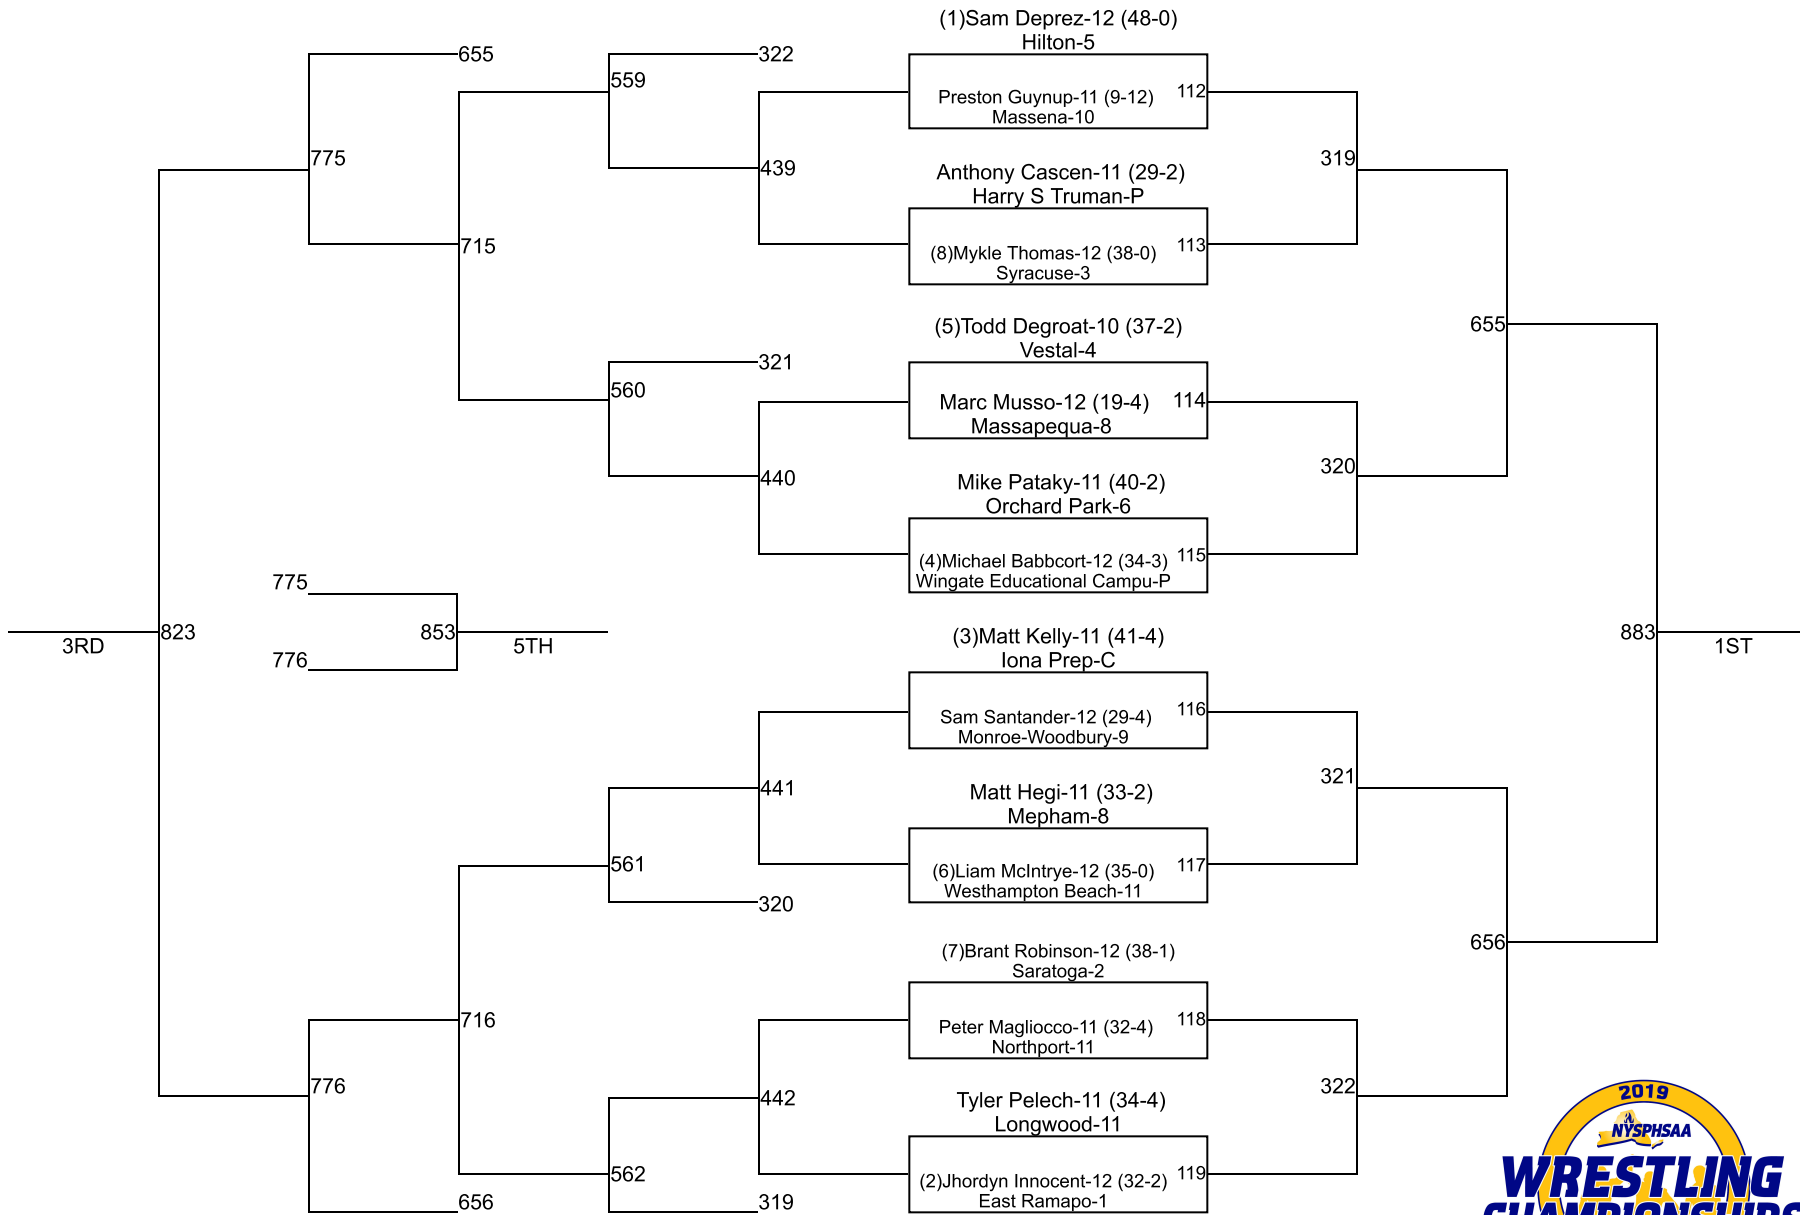 (1)Sam Deprez-12 (48-0)
Hilton-5
655
322
559
Preston Guynup-11 (9-12)
112
Massena-10
775
439
Anthony Cascen-11 (29-2)
319
Harry S Truman-P
715
(8)Mykle Thomas-12 (38-0)
113
Syracuse-3
(5)Todd Degroat-10 (37-2)
655
Vestal-4
321
560
Marc Musso-12 (19-4)
114
Massapequa-8
440
Mike Pataky-11 (40-2)
320
Orchard Park-6
(4)Michael Babbcort-12 (34-3)
115
Wingate Educational Campu-P
775
3RD
823
853
5TH
776
(3)Matt Kelly-11 (41-4)
Iona Prep-C
883
1ST
Sam Santander-12 (29-4)
116
Monroe-Woodbury-9
441
Matt Hegi-11 (33-2)
321
Mepham-8
561
(6)Liam McIntrye-12 (35-0)
117
Westhampton Beach-11
320
(7)Brant Robinson-12 (38-1)
656
Saratoga-2
716
Peter Magliocco-11 (32-4)
118
Northport-11
776
442
Tyler Pelech-11 (34-4)
322
Longwood-11
562
(2)Jhordyn Innocent-12 (32-2)
119
East Ramapo-1
656
319
2019
NYSPHSAA
WRESTLING
CHAMPIONSHIPS